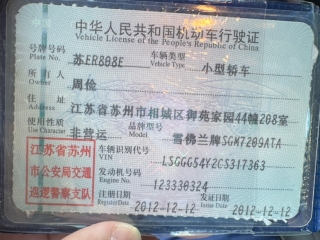 中华人民共和国机动车行驶证
Vehicle License of the People's Republic of China
号牌号码 Plate No. 苏ER808E 车辆类型 Vehicle Type 小型轿车
所有人 Owner 周俭
住址 Address 江苏省苏州市相城区御苑家园44幢208室
使用性质 Use Character 非营运 品牌型号 Model 雪佛兰牌SGM7209ATA
江苏省苏州
市公安局交通
巡逻警察支队
车辆识别代号 VIN LSGGG54Y2CS317363
发动机号码 Engine No. 123330324
注册日期 Register Date 2012-12-12 发证日期 Issue Date 2012-12-12